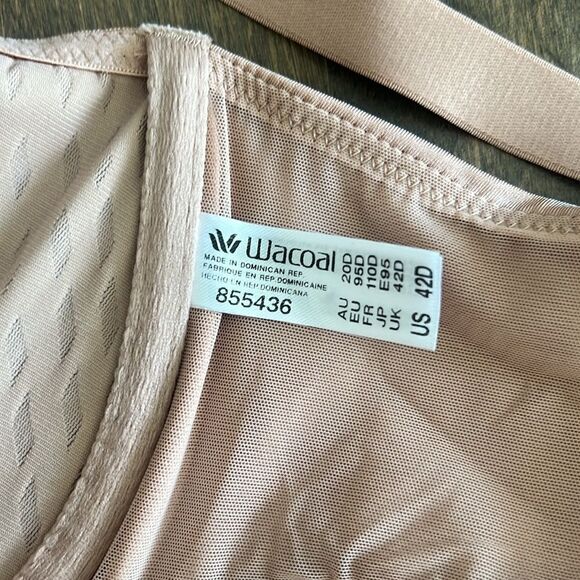 Wacoal
MADE IN DOMINICAN REP.
FABRIQUE EN REP. DOMINICAINE
HECHO EN REP. DOMINICANA
855436
AU 20D
EU 95D
FR 110D
JP E95
UK 42D
US 42D